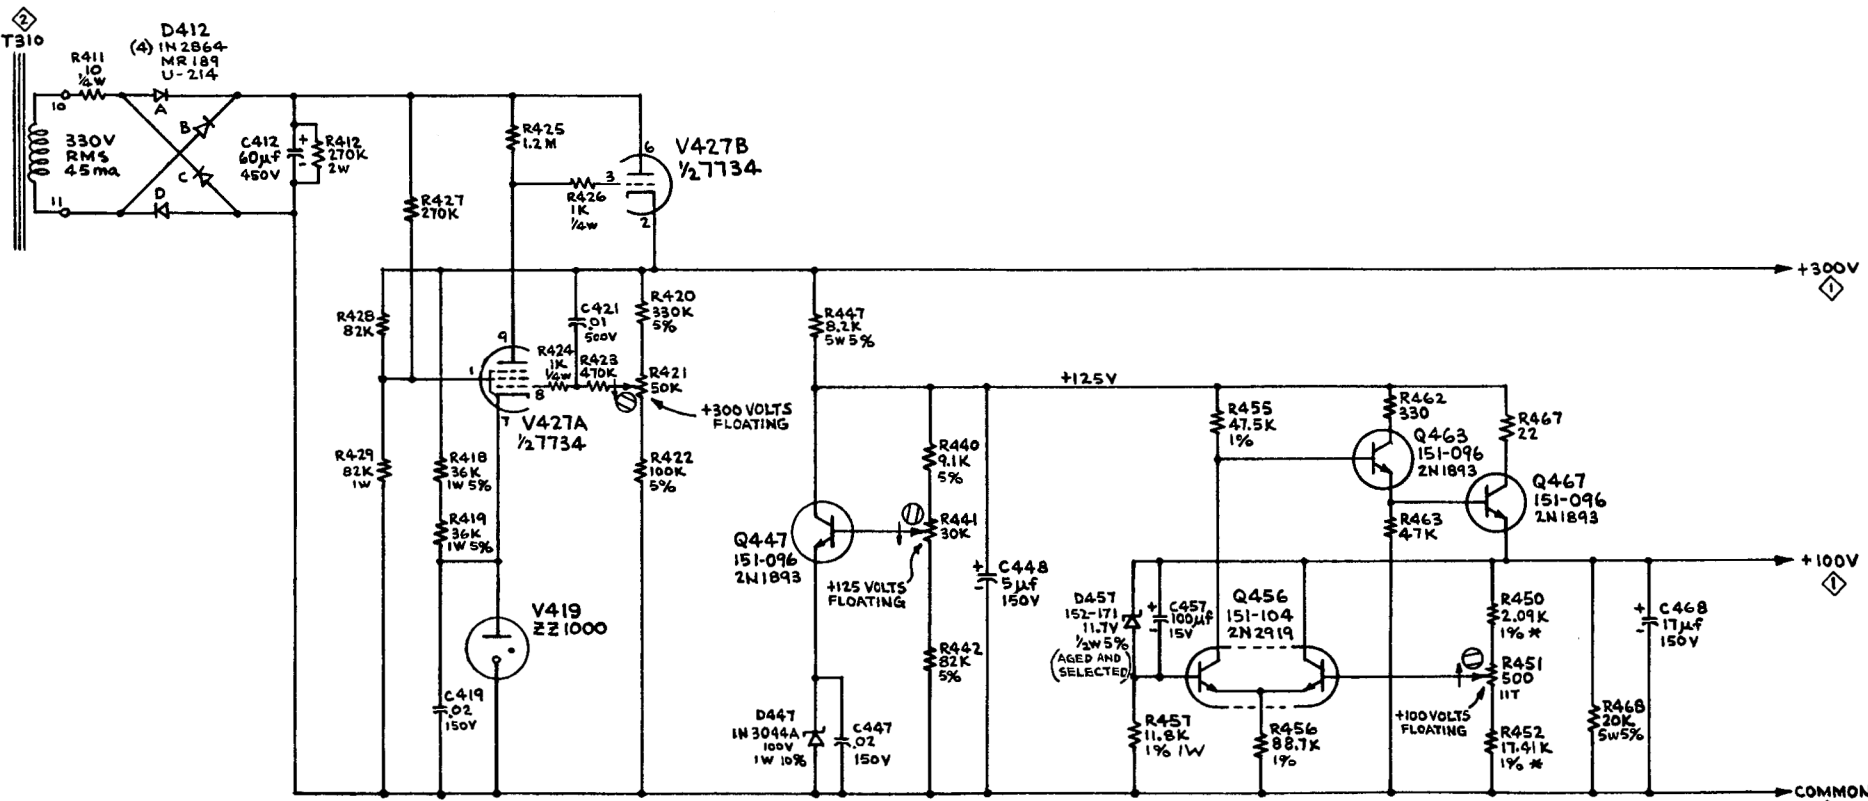 2
T310
R411
10
¼W
D412
(4) IN2864
MR189
U-214
10
A
B
C
D
11
330V
RMS
45ma
C412
60µf
450V
+
-
R412
270K
2W
R427
270K
R425
1.2M
R426
1K
¼W
6
3
2
V427B
½7734
+300V
1
R428
82K
R429
82K
1W
R418
36K
1W 5%
R419
36K
1W 5%
C419
.02
150V
9
1
8
7
V427A
½7734
R424
1K
¼W
R423
470K
C421
.01
500V
R420
330K
5%
R421
50K
+300 VOLTS
FLOATING
R422
100K
5%
V419
ZZ1000
R447
8.2K
5W 5%
+125V
Q447
151-096
2N1893
R440
9.1K
5%
R441
30K
+125 VOLTS
FLOATING
R442
82K
5%
D447
1N3044A
100V
1W 10%
C447
.02
150V
+
-
C448
5µf
150V
R455
47.5K
1%
R462
330
Q463
151-096
2N1893
R463
47K
R467
22
Q467
151-096
2N1893
+100V
1
D457
152-171
11.7V
½W 5%
(AGED AND
SELECTED)
+
-
C457
100µf
15V
Q456
151-104
2N2919
R457
11.8K
1% 1W
R456
88.7K
1%
R450
2.09K
1% *
R451
500
11T
+100 VOLTS
FLOATING
R452
17.41K
1% *
R468
20K
5W 5%
+
-
C468
17µf
150V
COMMON